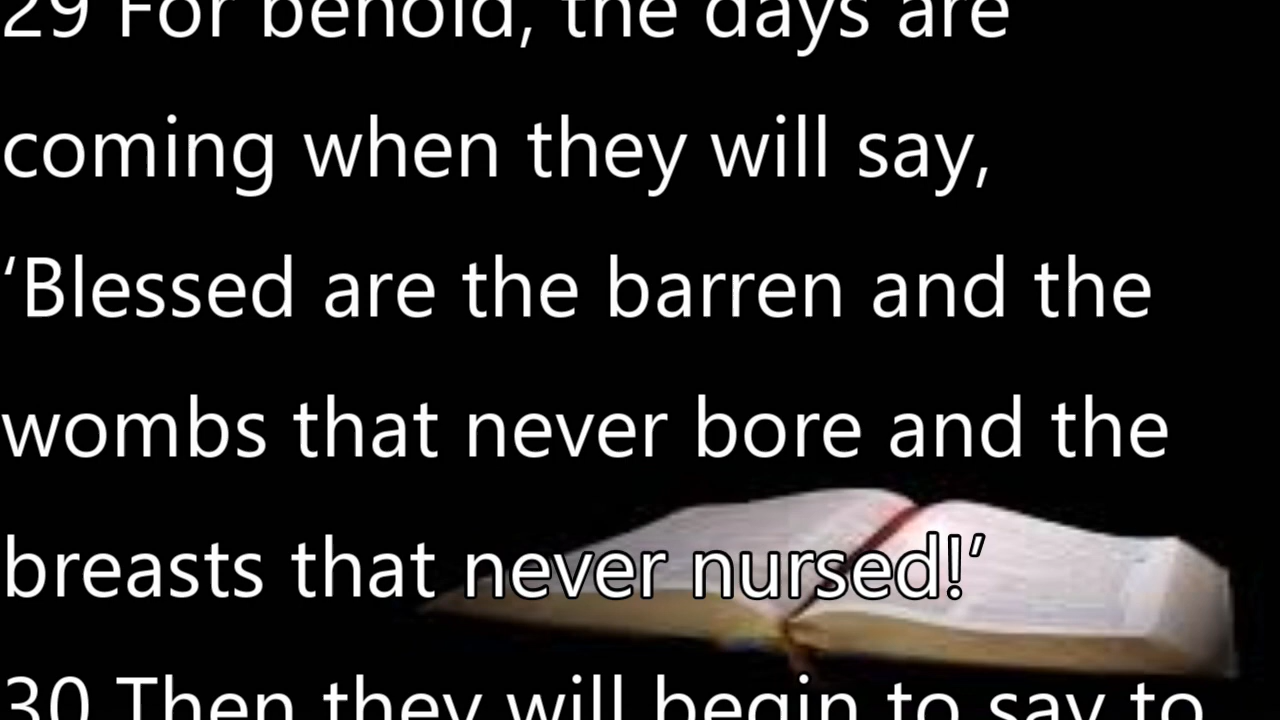 29 For behold, the days are
coming when they will say,
‘Blessed are the barren and the
wombs that never bore and the
breasts that never nursed!’
30 Then they will begin to say to